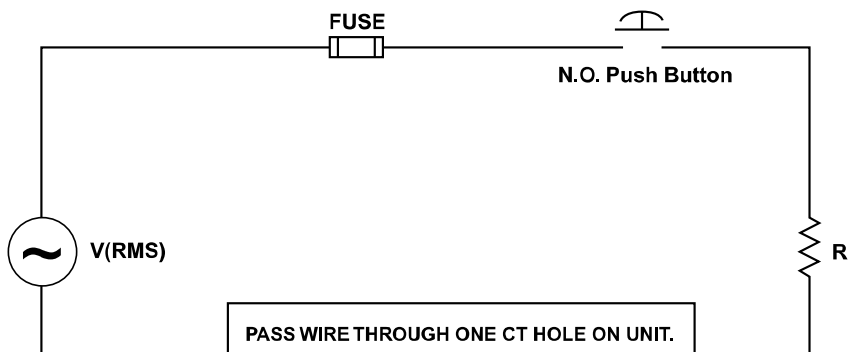 FUSE
N.O. Push Button
V(RMS)
R
PASS WIRE THROUGH ONE CT HOLE ON UNIT.